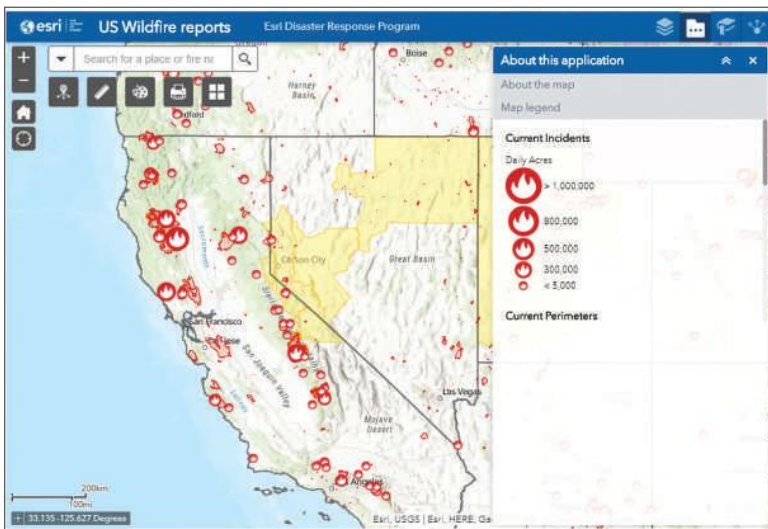 esri
US Wildfire reports
Esri Disaster Response Program
Search for a place or fire na
About this application
About the map
Map legend
Current Incidents
Daily Acres
> 1,000,000
800,000
500,000
300,000
< 5,000
Current Perimeters
Boise
Harney
Basin
Medford
Sacramento
Carson City
Great Basin
San Francisco
San Joaquin Valley
Las Vegas
Mojave
Desert
Angeles
200km
100mi
33.135 -125.627 Degrees
Esri, USGS | Esri, HERE, Ga